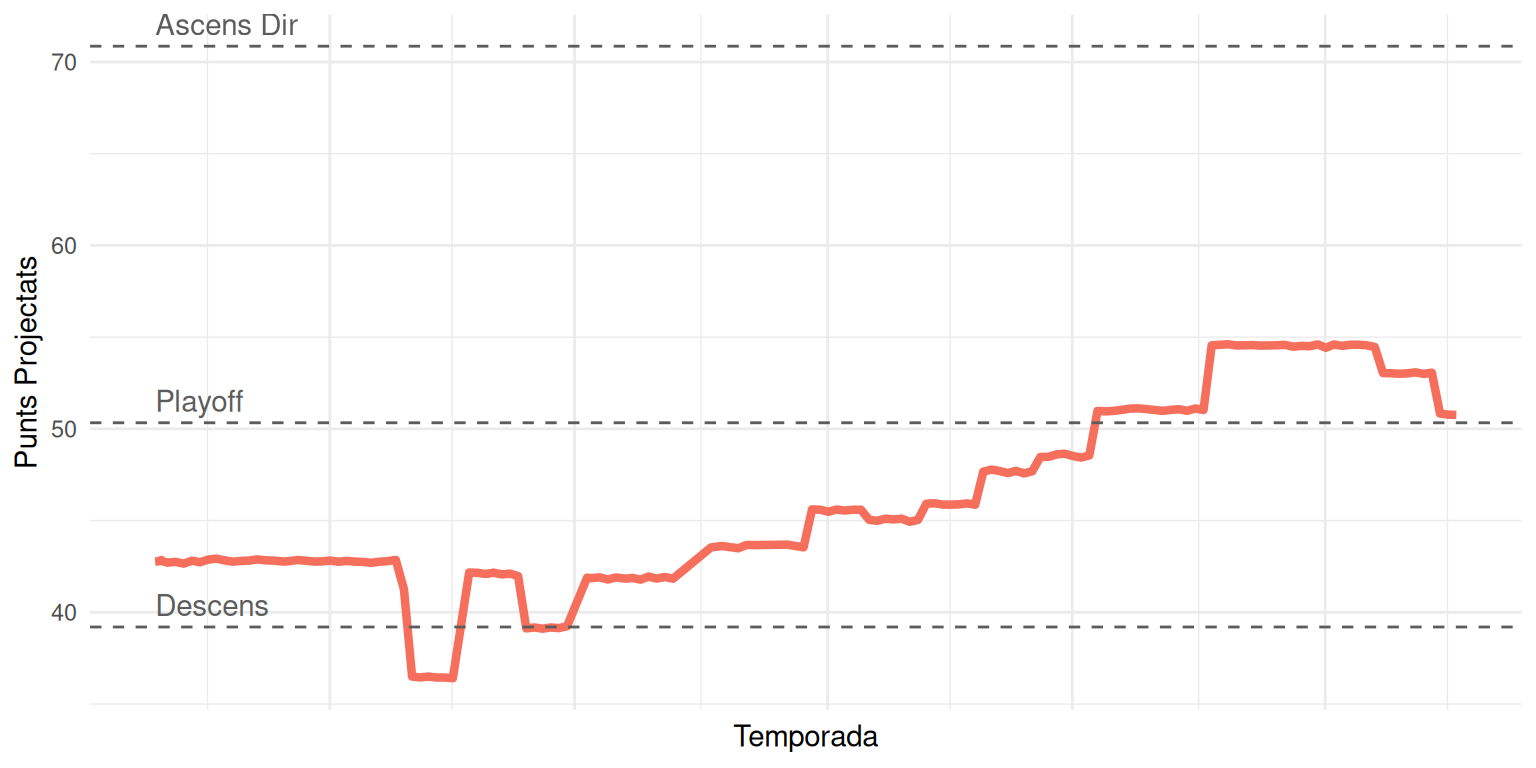 Ascens Dir
70
60
Punts Projectats
Playoff
50
Descens
40
Temporada